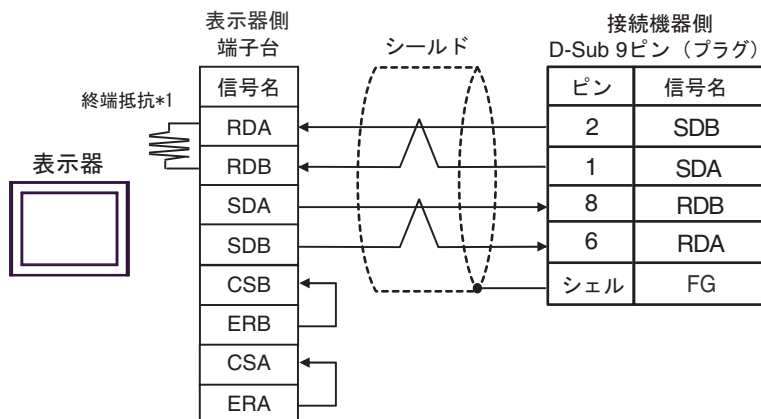 表示器側
端子台
シールド
接続機器側
D-Sub 9ピン（プラグ）
終端抵抗*1
表示器
信号名
RDA
RDB
SDA
SDB
CSB
ERB
CSA
ERA
ピン 信号名
2 SDB
1 SDA
8 RDB
6 RDA
シェル FG